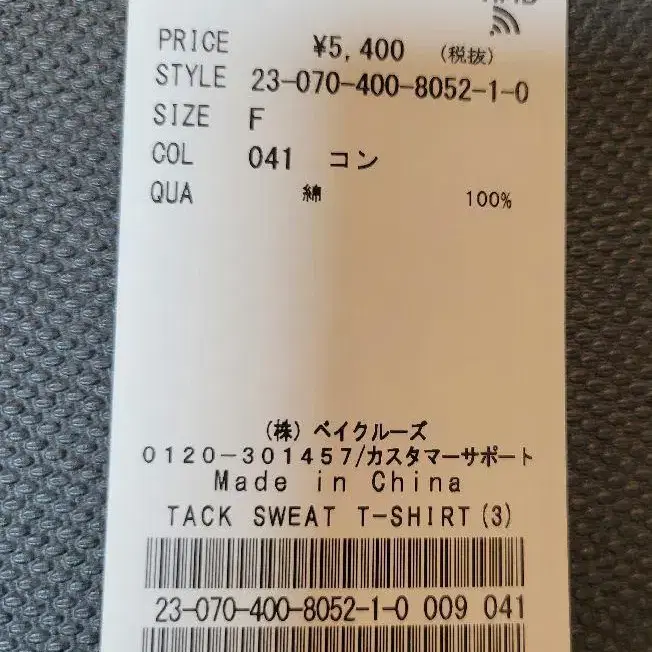 PRICE ¥5,400 (税抜)
STYLE 23-070-400-8052-1-0
SIZE F
COL 041 コン
QUA 綿 100%
(株) ベイクルーズ
0120-301457/カスタマーサポート
Made in China
TACK SWEAT T-SHIRT(3)
23-070-400-8052-1-0 009 041